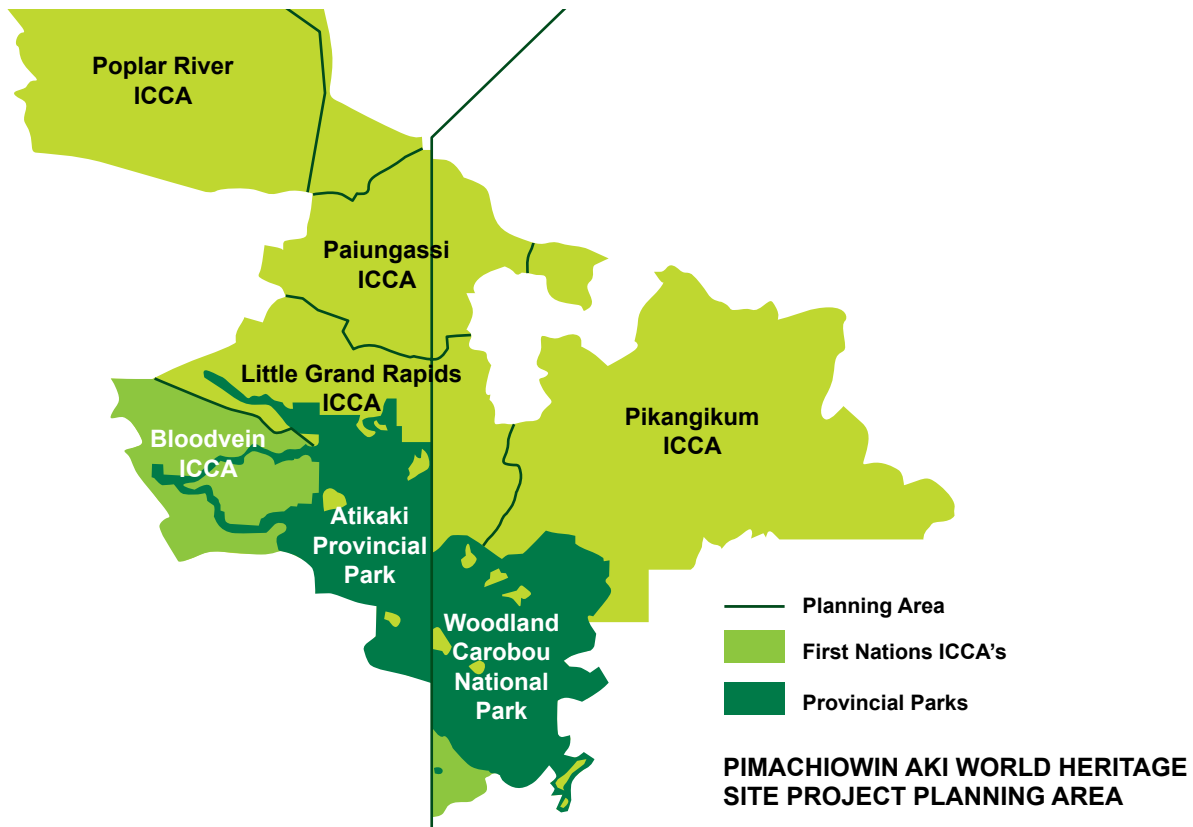 Poplar River
ICCA
Paiungassi
ICCA
Little Grand Rapids
ICCA
Pikangikum
ICCA
Bloodvein
ICCA
Atikaki
Provincial
Park
Woodland
Carobou
National
Park
Planning Area
First Nations ICCA's
Provincial Parks
PIMACHIOWIN AKI WORLD HERITAGE
SITE PROJECT PLANNING AREA